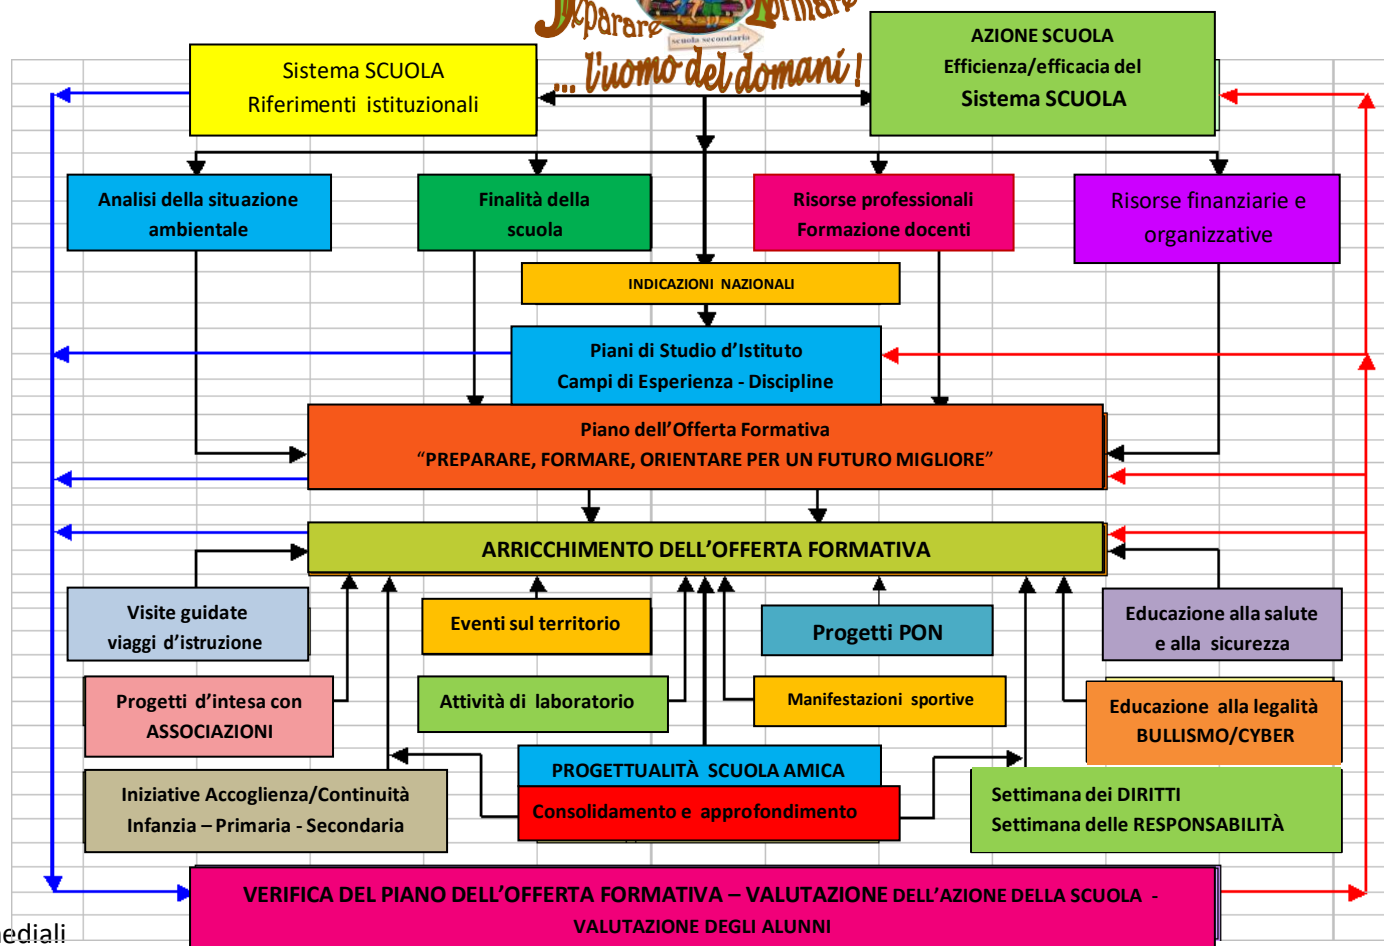 Preparare Formare
scuola secondaria
... l'uomo del domani !
Sistema SCUOLA
Riferimenti istituzionali
AZIONE SCUOLA
Efficienza/efficacia del
Sistema SCUOLA
Analisi della situazione
ambientale
Finalità della
scuola
Risorse professionali
Formazione docenti
Risorse finanziarie e
organizzative
INDICAZIONI NAZIONALI
Piani di Studio d’Istituto
Campi di Esperienza - Discipline
Piano dell’Offerta Formativa
“PREPARARE, FORMARE, ORIENTARE PER UN FUTURO MIGLIORE”
ARRICCHIMENTO DELL’OFFERTA FORMATIVA
Visite guidate
viaggi d’istruzione
Eventi sul territorio
Progetti PON
Educazione alla salute
e alla sicurezza
Progetti d’intesa con
ASSOCIAZIONI
Attività di laboratorio
Manifestazioni sportive
Educazione alla legalità
BULLISMO/CYBER
PROGETTUALITÀ SCUOLA AMICA
Consolidamento e approfondimento
Iniziative Accoglienza/Continuità
Infanzia – Primaria - Secondaria
Settimana dei DIRITTI
Settimana delle RESPONSABILITÀ
VERIFICA DEL PIANO DELL’OFFERTA FORMATIVA – VALUTAZIONE DELL’AZIONE DELLA SCUOLA -
VALUTAZIONE DEGLI ALUNNI